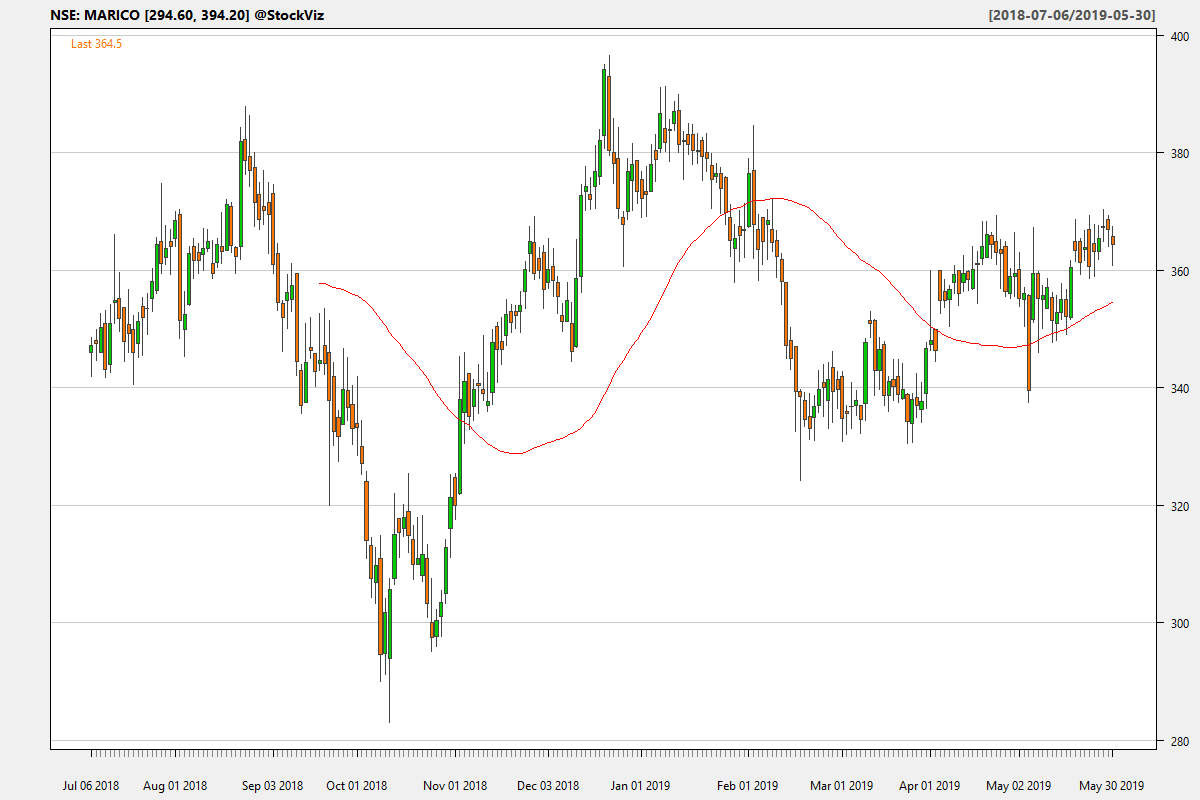 NSE: MARICO [294.60, 394.20] @StockViz
[2018-07-06/2019-05-30]
Last 364.5
400
380
360
340
320
300
280
Jul 06 2018
Aug 01 2018
Sep 03 2018
Oct 01 2018
Nov 01 2018
Dec 03 2018
Jan 01 2019
Feb 01 2019
Mar 01 2019
Apr 01 2019
May 02 2019
May 30 2019